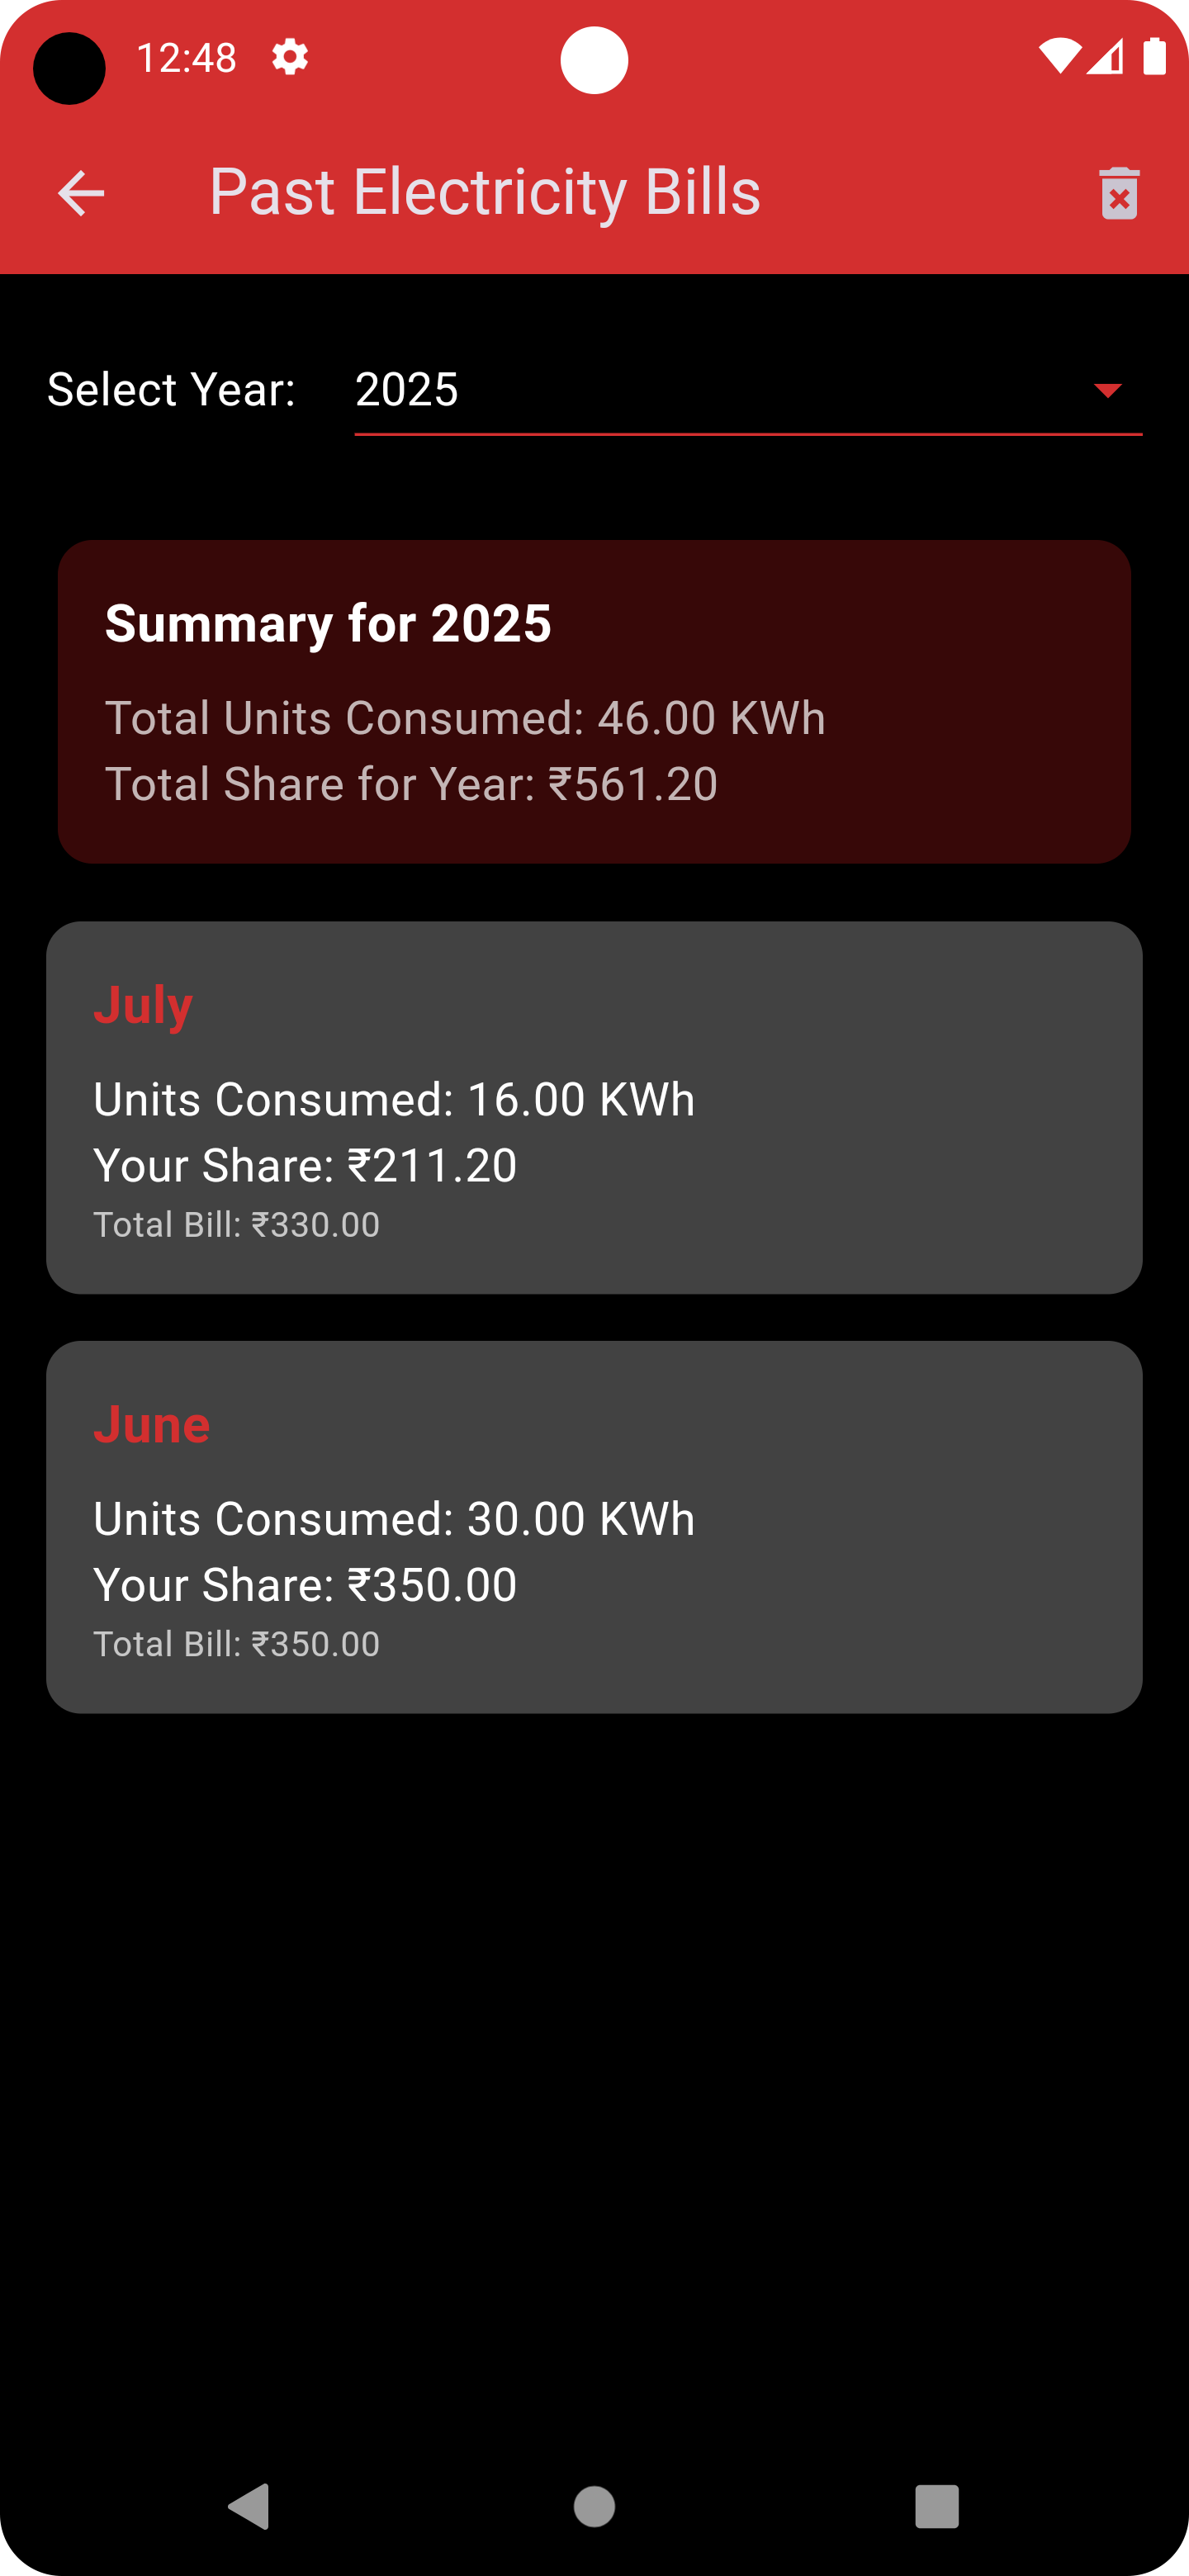 12:48
Past Electricity Bills
Select Year: 2025
Summary for 2025
Total Units Consumed: 46.00 KWh
Total Share for Year: ₹561.20
July
Units Consumed: 16.00 KWh
Your Share: ₹211.20
Total Bill: ₹330.00
June
Units Consumed: 30.00 KWh
Your Share: ₹350.00
Total Bill: ₹350.00